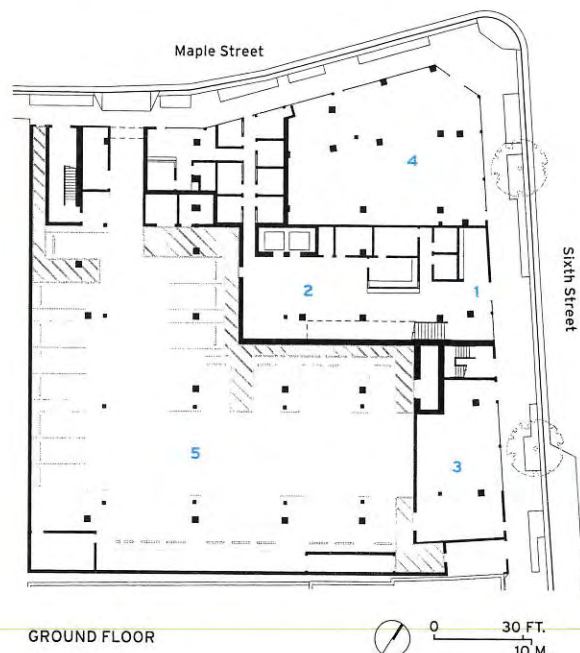 Maple Street
4
Sixth Street
2
1
5
3
GROUND FLOOR
0 30 FT.
10 M.